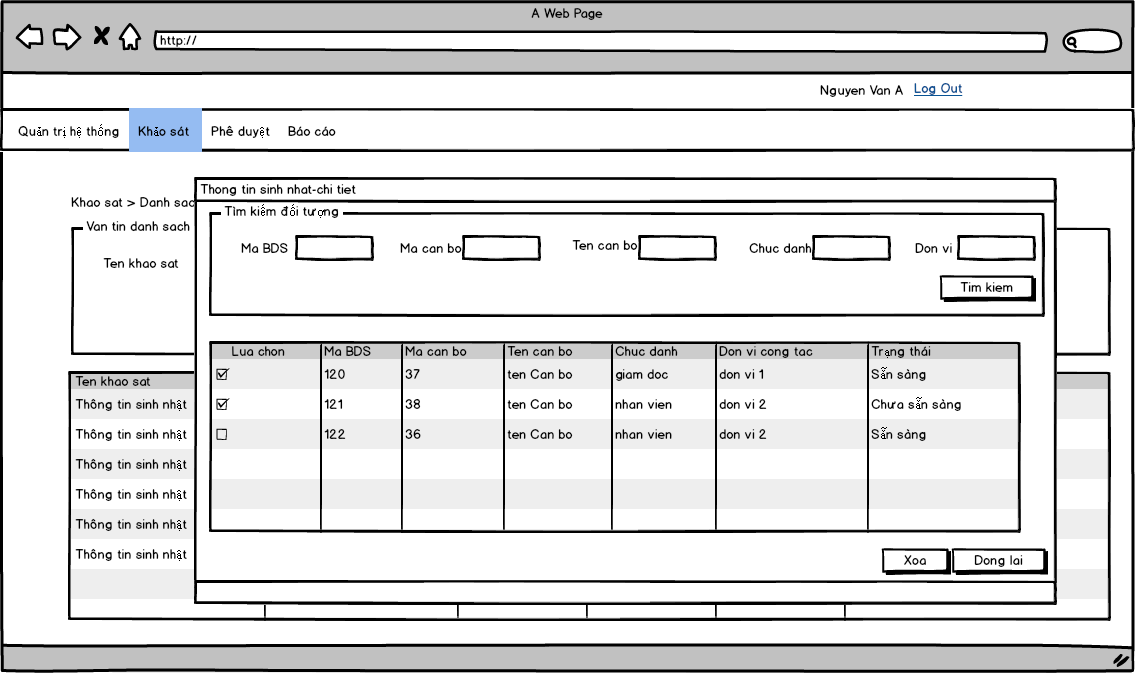 A Web Page
http://
Nguyen Van A Log Out
Quản trị hệ thống Khảo sát Phê duyệt Báo cáo
Khao sat > Danh sac
Van tin danh sach
Ten khao sat
Thong tin sinh nhat-chi tiet
Tìm kiếm đối tượng
Ma BDS Ma can bo Ten can bo Chuc danh Don vi
Tim kiem
Lua chon Ma BDS Ma can bo Ten can bo Chuc danh Don vi cong tac Trạng thái
120 37 ten Can bo giam doc don vi 1 Sẵn sàng
121 38 ten Can bo nhan vien don vi 2 Chưa sẵn sàng
122 36 ten Can bo nhan vien don vi 2 Sẵn sàng
Xoa Dong lai
Ten khao sat
Thông tin sinh nhật
Thông tin sinh nhật
Thông tin sinh nhật
Thông tin sinh nhật
Thông tin sinh nhật
Thông tin sinh nhật